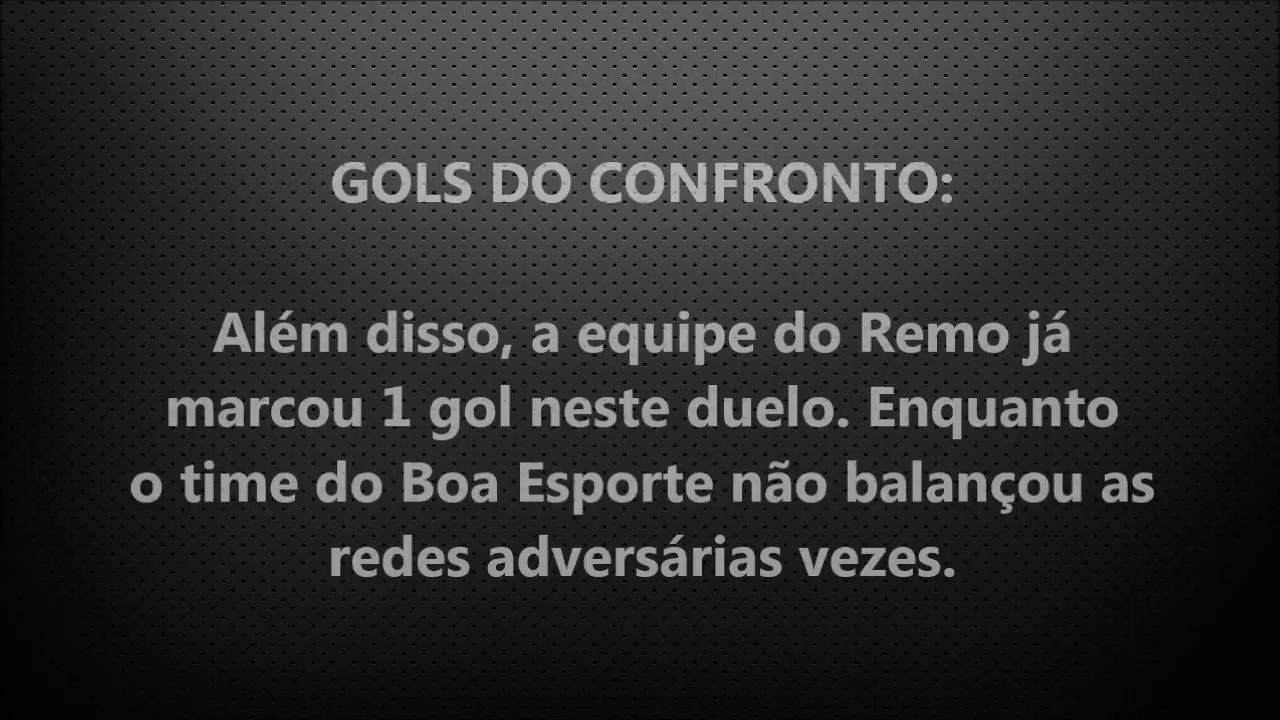 GOLS DO CONFRONTO:
Além disso, a equipe do Remo já
marcou 1 gol neste duelo. Enquanto
o time do Boa Esporte não balançou as
redes adversárias vezes.